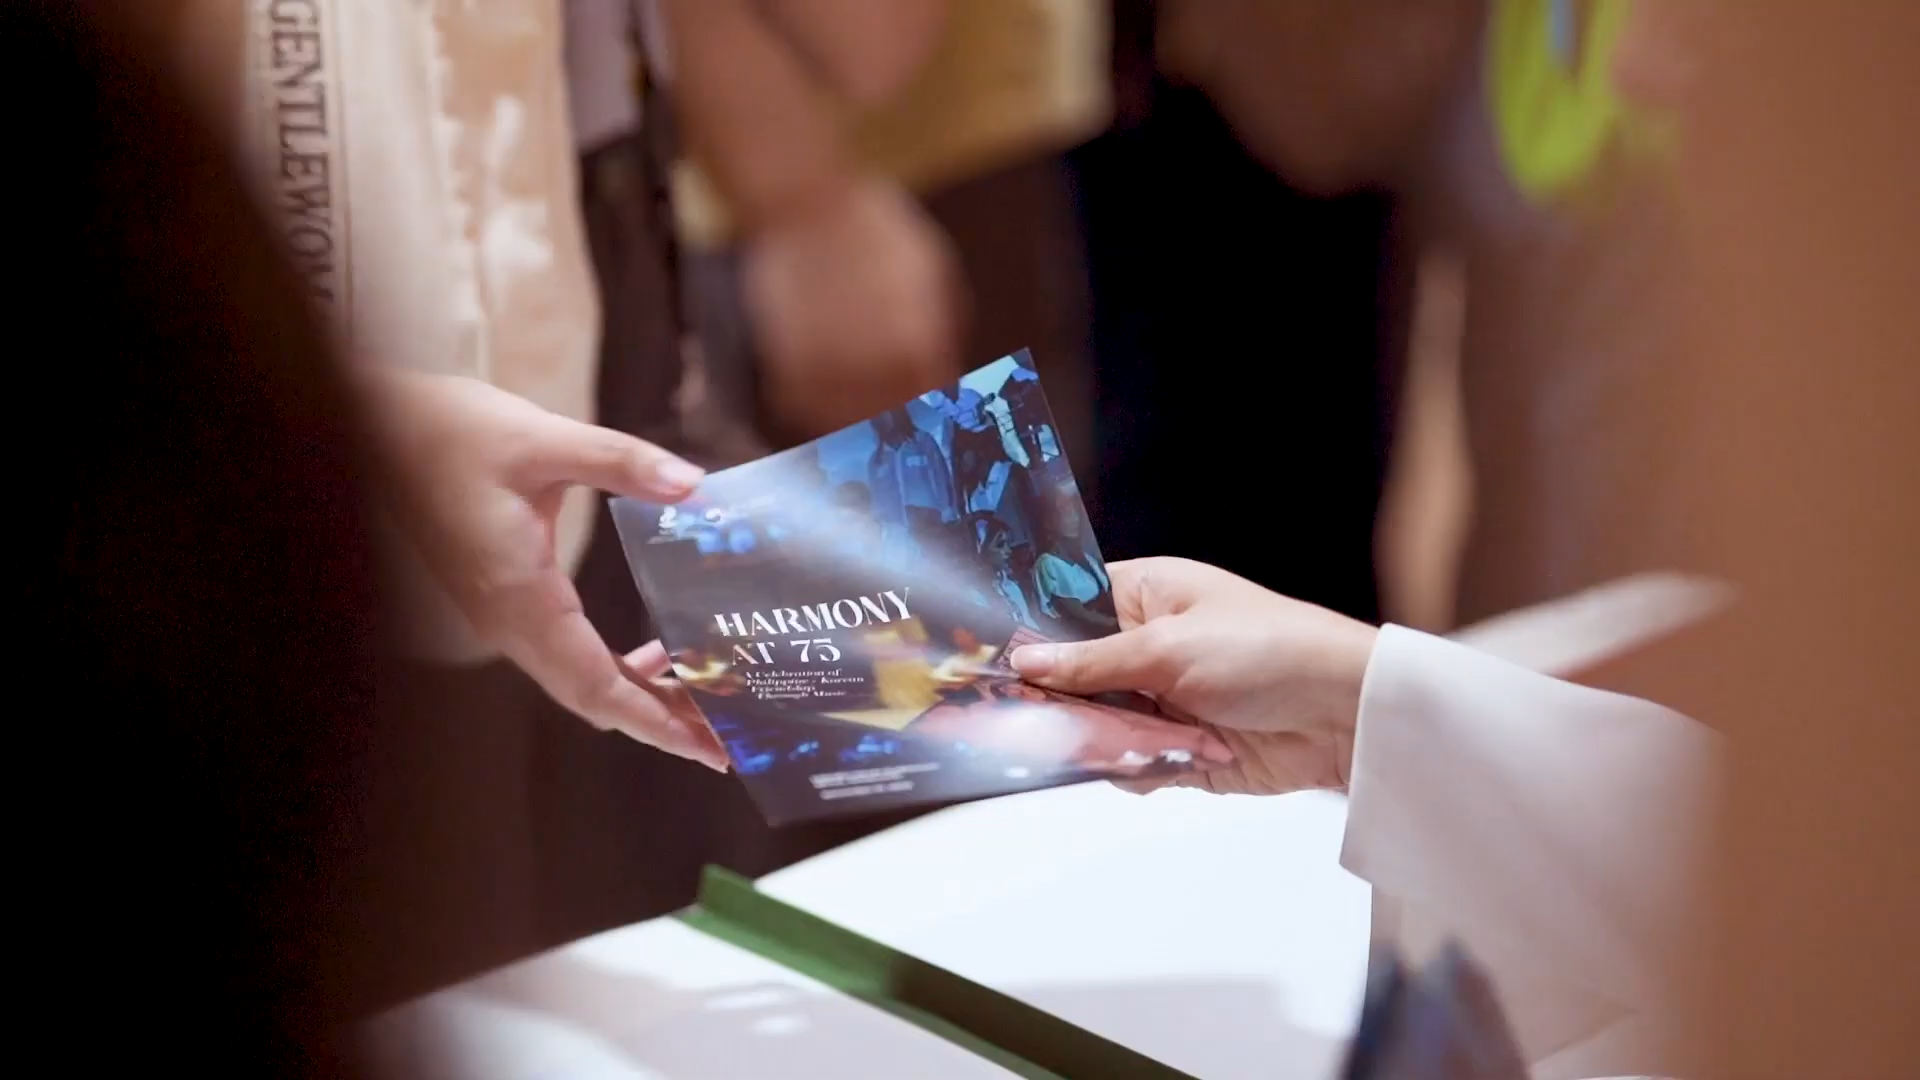 GENTLEWOM
HARMONY
AT 75
A Celebration of
Philippine - Korean
Friendship
Through Music